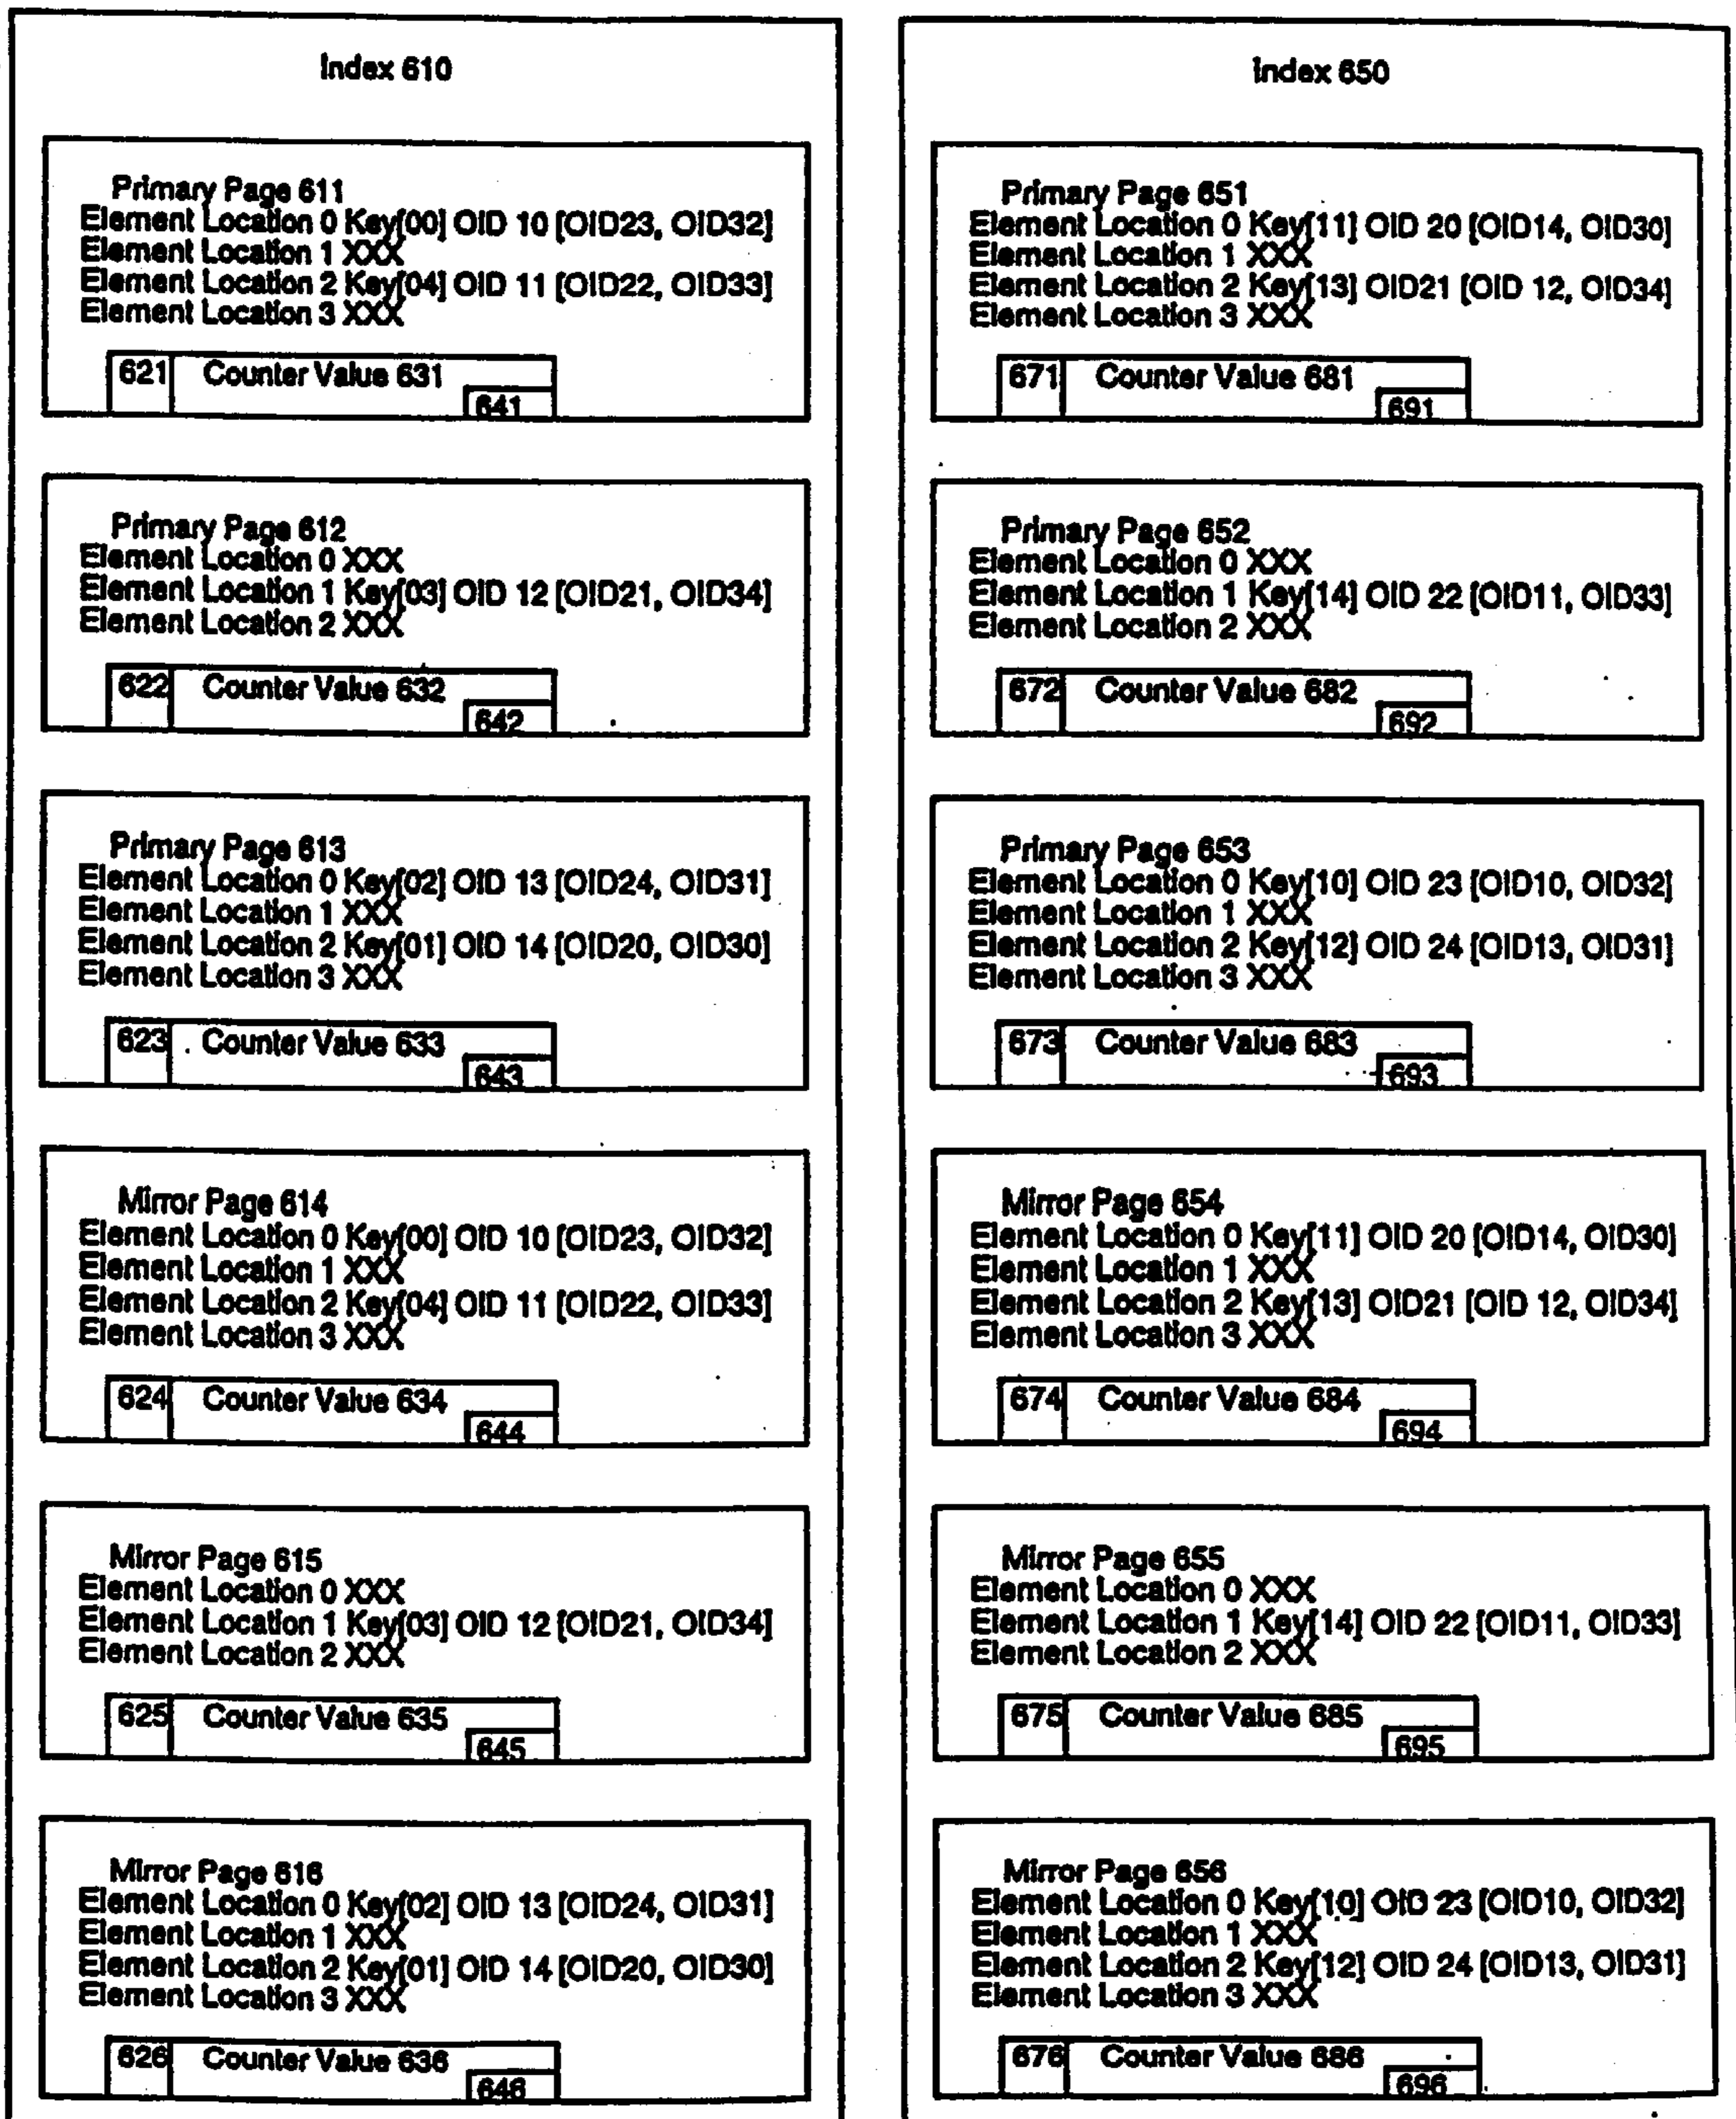 Index 610
Primary Page 611
Element Location 0 Key[00] OID 10 [OID23, OID32]
Element Location 1 XXX
Element Location 2 Key[04] OID 11 [OID22, OID33]
Element Location 3 XXX
621 Counter Value 631
641
Primary Page 612
Element Location 0 XXX
Element Location 1 Key[03] OID 12 [OID21, OID34]
Element Location 2 XXX
622 Counter Value 632
642
Primary Page 613
Element Location 0 Key[02] OID 13 [OID24, OID31]
Element Location 1 XXX
Element Location 2 Key[01] OID 14 [OID20, OID30]
Element Location 3 XXX
623 Counter Value 633
643
Mirror Page 614
Element Location 0 Key[00] OID 10 [OID23, OID32]
Element Location 1 XXX
Element Location 2 Key[04] OID 11 [OID22, OID33]
Element Location 3 XXX
624 Counter Value 634
644
Mirror Page 615
Element Location 0 XXX
Element Location 1 Key[03] OID 12 [OID21, OID34]
Element Location 2 XXX
625 Counter Value 635
645
Mirror Page 616
Element Location 0 Key[02] OID 13 [OID24, OID31]
Element Location 1 XXX
Element Location 2 Key[01] OID 14 [OID20, OID30]
Element Location 3 XXX
626 Counter Value 636
646
Index 650
Primary Page 651
Element Location 0 Key[11] OID 20 [OID14, OID30]
Element Location 1 XXX
Element Location 2 Key[13] OID21 [OID 12, OID34]
Element Location 3 XXX
671 Counter Value 681
691
Primary Page 652
Element Location 0 XXX
Element Location 1 Key[14] OID 22 [OID11, OID33]
Element Location 2 XXX
672 Counter Value 682
692
Primary Page 653
Element Location 0 Key[10] OID 23 [OID10, OID32]
Element Location 1 XXX
Element Location 2 Key[12] OID 24 [OID13, OID31]
Element Location 3 XXX
673 Counter Value 683
693
Mirror Page 654
Element Location 0 Key[11] OID 20 [OID14, OID30]
Element Location 1 XXX
Element Location 2 Key[13] OID21 [OID 12, OID34]
Element Location 3 XXX
674 Counter Value 684
694
Mirror Page 655
Element Location 0 XXX
Element Location 1 Key[14] OID 22 [OID11, OID33]
Element Location 2 XXX
675 Counter Value 685
695
Mirror Page 656
Element Location 0 Key[10] OID 23 [OID10, OID32]
Element Location 1 XXX
Element Location 2 Key[12] OID 24 [OID13, OID31]
Element Location 3 XXX
676 Counter Value 686
696